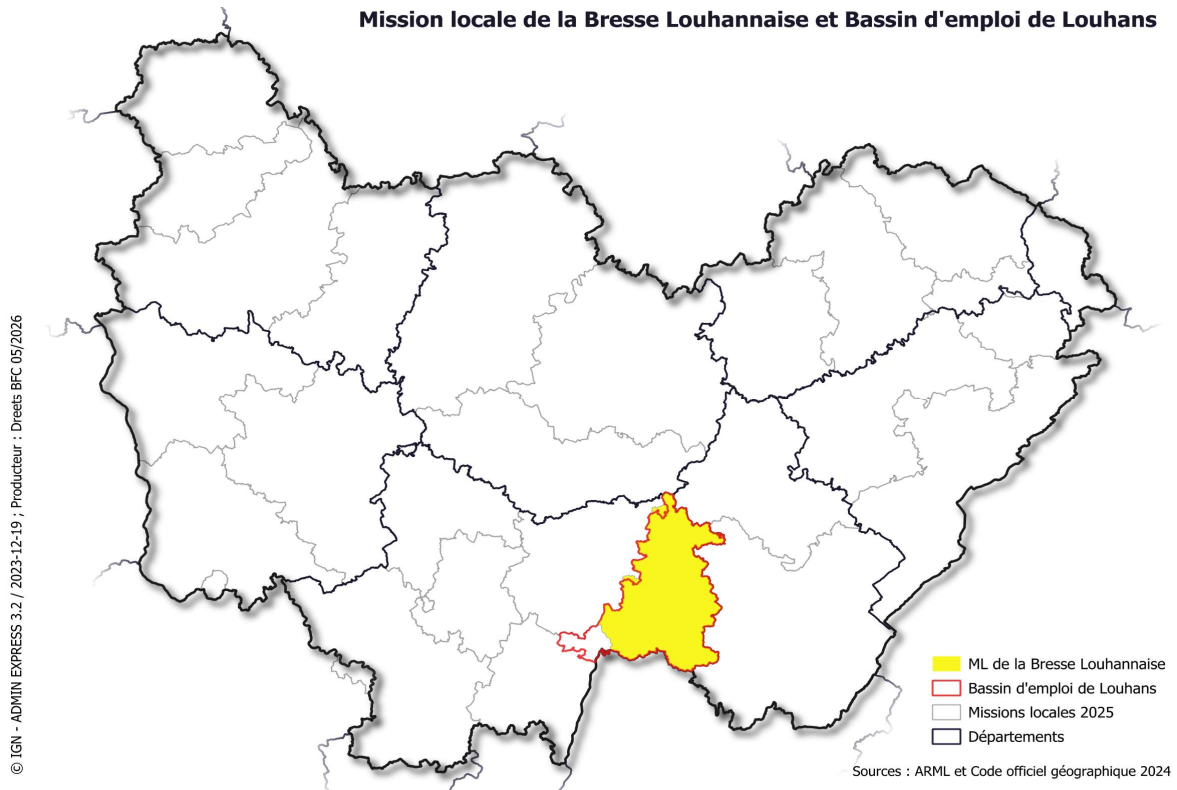 Mission locale de la Bresse Louhannaise et Bassin d'emploi de Louhans
© IGN - ADMIN EXPRESS 3.2 / 2023-12-19 ; Producteur : Dreets BFC 05/2026
ML de la Bresse Louhannaise
Bassin d'emploi de Louhans
Missions locales 2025
Départements
Sources : ARML et Code officiel géographique 2024